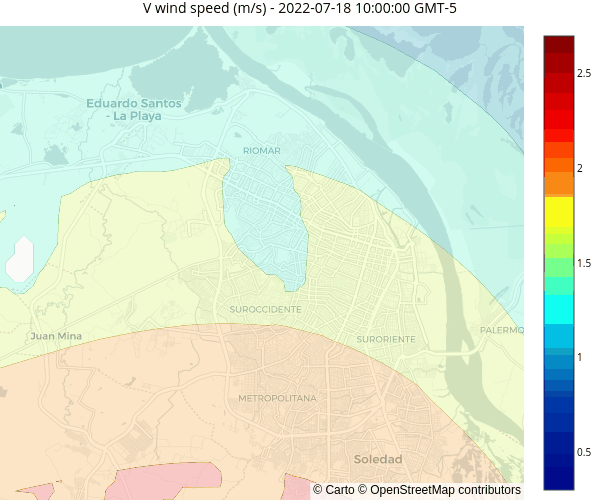 V wind speed (m/s) - 2022-07-18 10:00:00 GMT-5
2.5
Eduardo Santos
- La Playa
RIOMAR
2
1.5
SUROCCIDENTE
PALERMO
Juan Mina
SURORIENTE
1
METROPOLITANA
0.5
Soledad
© Carto © OpenStreetMap contributors